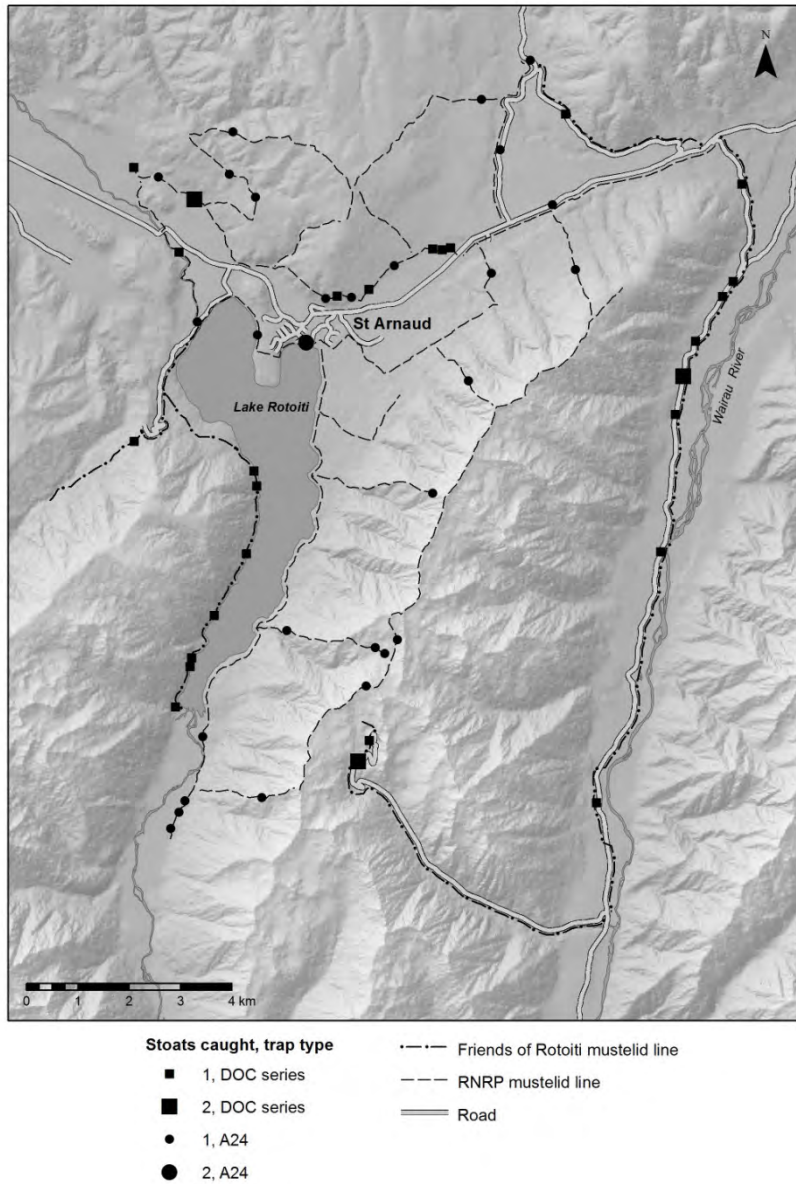 N
St Arnaud
Lake Rotoiti
Wairau River
0 1 2 3 4 km
Stoats caught, trap type
1, DOC series
2, DOC series
1, A24
2, A24
Friends of Rotoiti mustelid line
RNRP mustelid line
Road